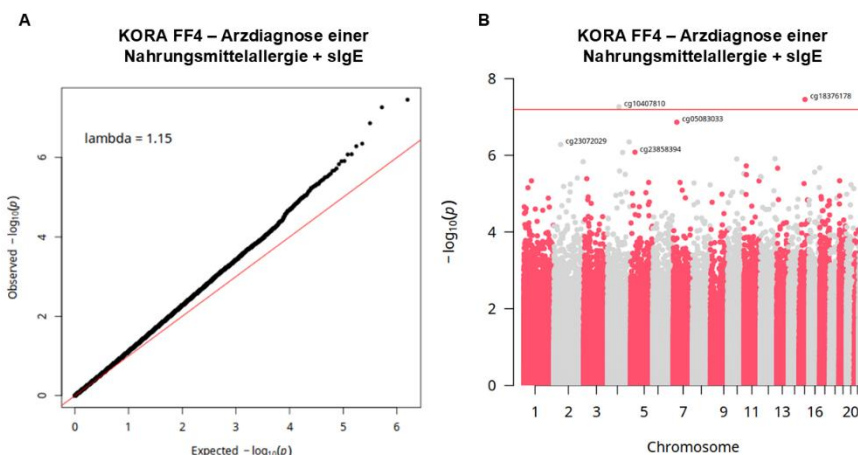 A
KORA FF4 – Arzdiagnose einer
Nahrungsmittelallergie + sIgE
lambda = 1.15
Observed −log₁₀(p)
6
4
2
0
0 1 2 3 4 5 6
Expected −log₁₀(p)
B
KORA FF4 – Arzdiagnose einer
Nahrungsmittelallergie + sIgE
−log₁₀(p)
8
6
4
2
0
cg18376178
cg10407810
cg05083033
cg23072029
cg23858394
1 2 3 5 7 9 11 13 16 20
Chromosome